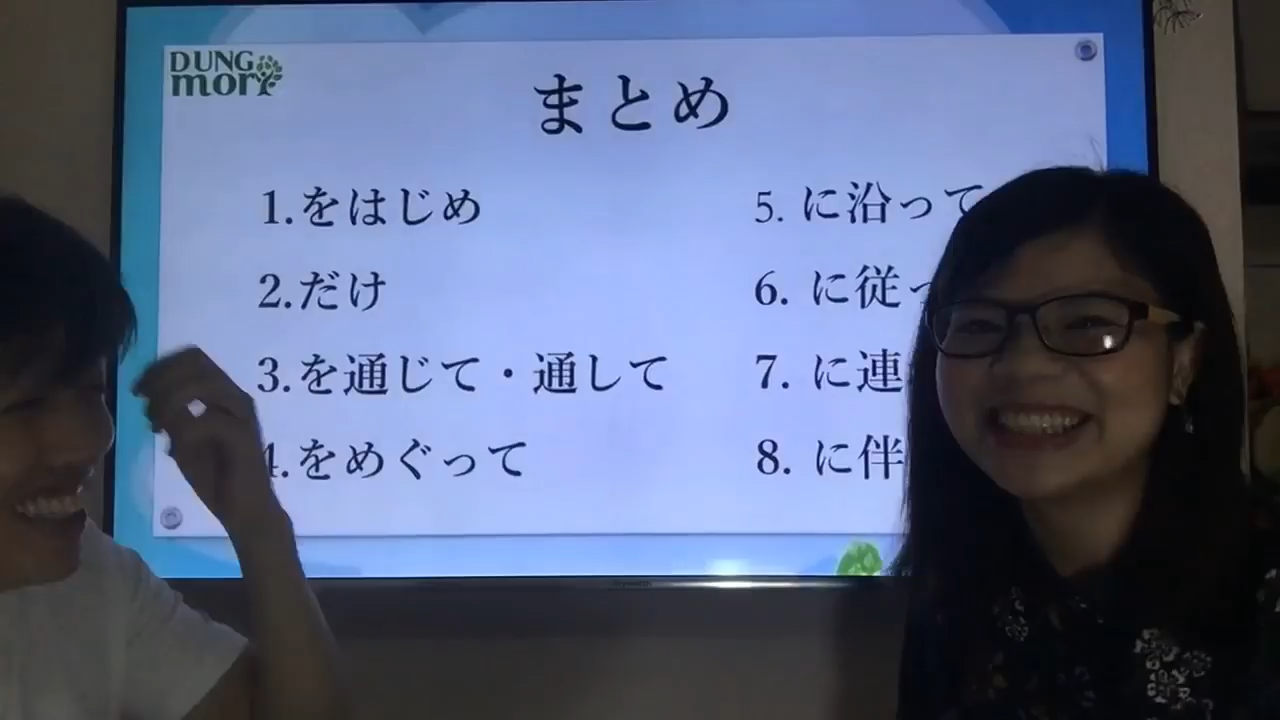 DUNG
mori
まとめ
1.をはじめ
2.だけ
3.を通じて・通して
4.をめぐって
5. に沿って
6. に従っ
7. に連
8. に伴